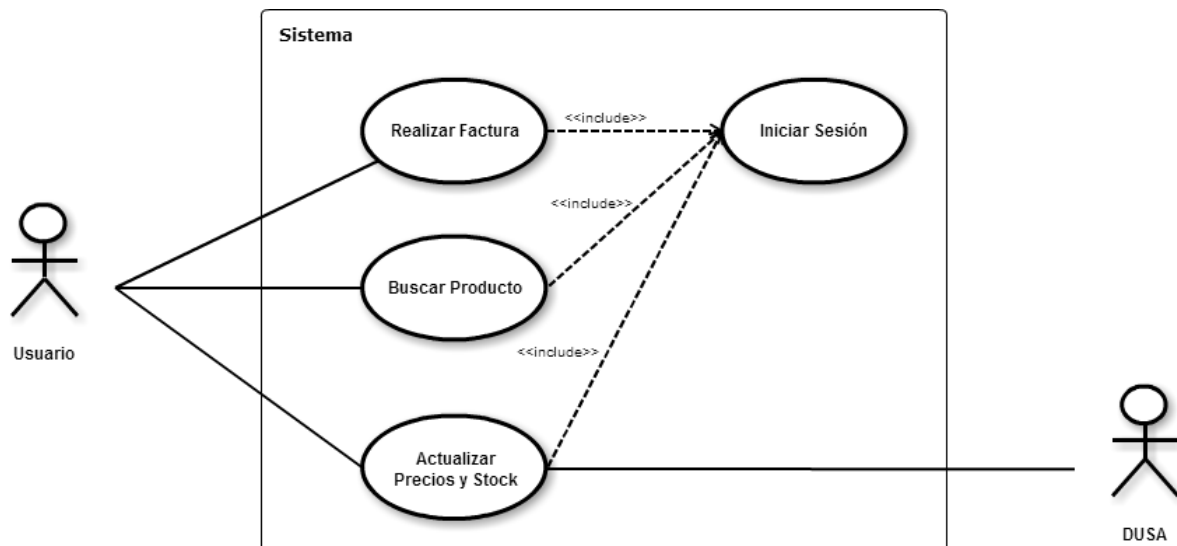 Sistema
Realizar Factura
<<include>>
Iniciar Sesión
<<include>>
Buscar Producto
Usuario
<<include>>
Actualizar
Precios y Stock
DUSA